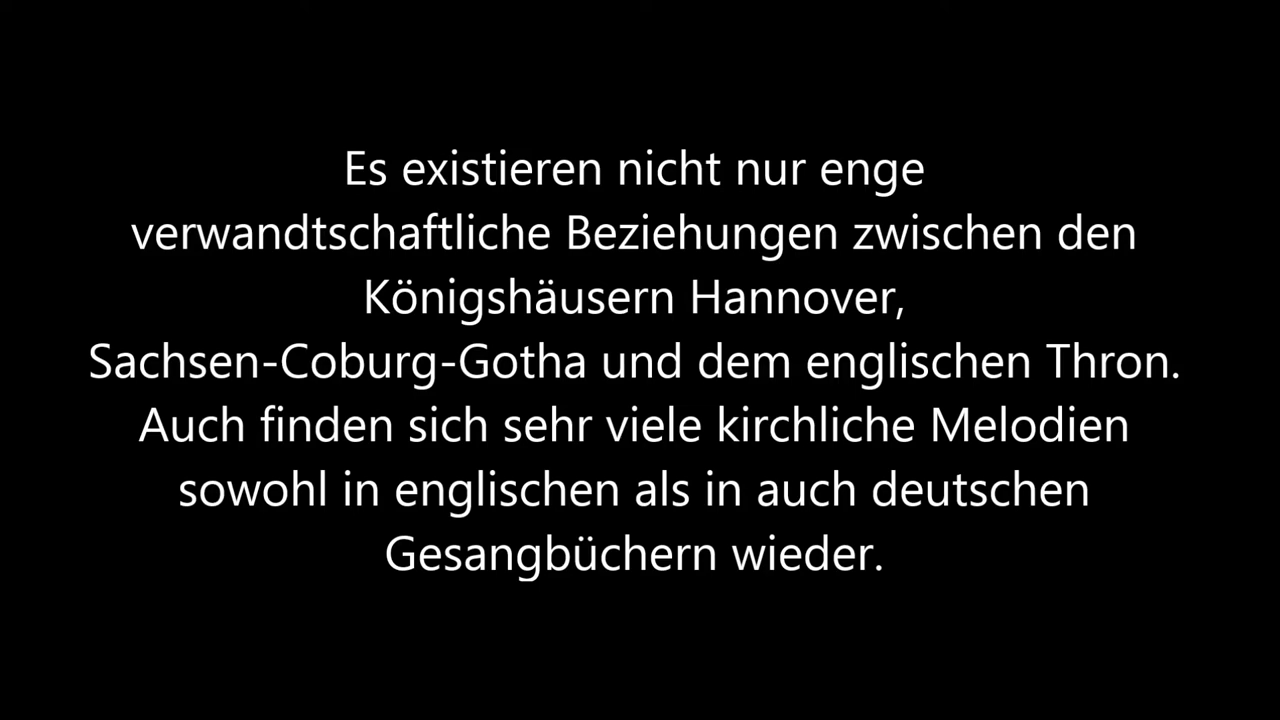 Es existieren nicht nur enge
verwandtschaftliche Beziehungen zwischen den
Königshäusern Hannover,
Sachsen-Coburg-Gotha und dem englischen Thron.
Auch finden sich sehr viele kirchliche Melodien
sowohl in englischen als in auch deutschen
Gesangbüchern wieder.